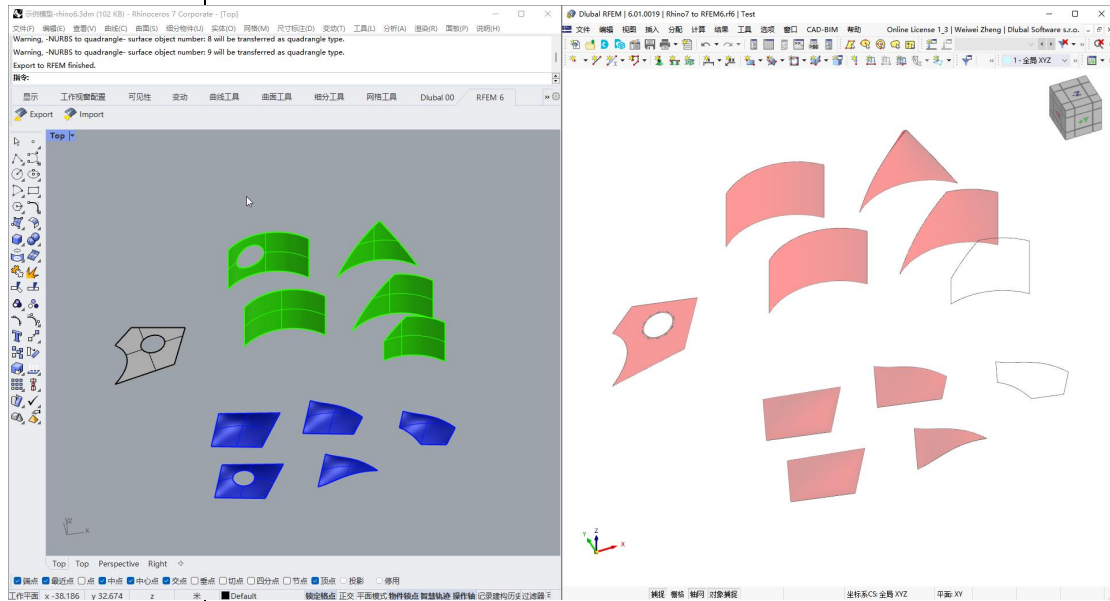 示例模型-rhino6.3dm (102 KB) - Rhinoceros 7 Corporate - [Top]
文件(F) 编辑(E) 查看(V) 曲线(C) 曲面(S) 细分物件(U) 实体(O) 网格(M) 尺寸标注(D) 变动(T) 工具(L) 分析(A) 渲染(R) 面板(P) 说明(H)
Warning, -NURBS to quadrangle- surface object number: 8 will be transferred as quadrangle type.
Warning, -NURBS to quadrangle- surface object number: 9 will be transferred as quadrangle type.
Export to RFEM finished.
指令:
显示 工作视窗配置 可见性 变动 曲线工具 曲面工具 细分工具 网格工具 Dlubal 00 RFEM 6
Export Import
Top
x
Top Top Perspective Right
端点 最近点 点 中点 中心点 交点 垂点 切点 四分点 节点 顶点 投影 停用
工作平面 x -38.186 y 32.674 z 米 Default 锁定格点 正交 平面模式 物件锁点 智慧轨迹 操作轴 记录建构历史 过滤器
Dlubal RFEM | 6.01.0019 | Rhino7 to REFM6.rf6 | Test
文件 编辑 视图 插入 分配 计算 结果 工具 选项 窗口 CAD-BIM 帮助 Online License 1_3 | Weiwei Zheng | Dlubal Software s.r.o.
1 - 全局 XYZ
-Z
+Y
Z
Y
X
捕捉 栅格 轴网 对象捕捉 坐标系CS: 全局 XYZ 平面: XY